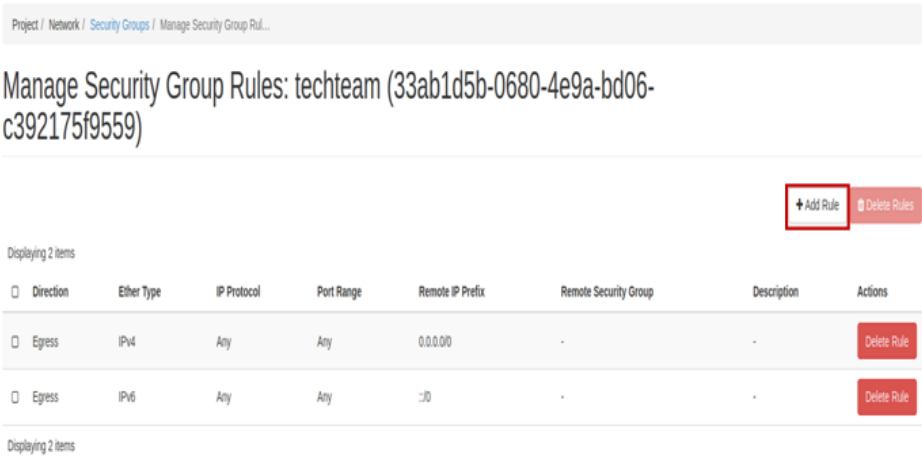 Project / Network / Security Groups / Manage Security Group Rul...
Manage Security Group Rules: techteam (33ab1d5b-0680-4e9a-bd06-
c392175f9559)
+ Add Rule Delete Rules
Displaying 2 items
Direction Ether Type IP Protocol Port Range Remote IP Prefix Remote Security Group Description Actions
Egress IPv4 Any Any 0.0.0.0/0 - - Delete Rule
Egress IPv6 Any Any ::/0 - - Delete Rule
Displaying 2 items